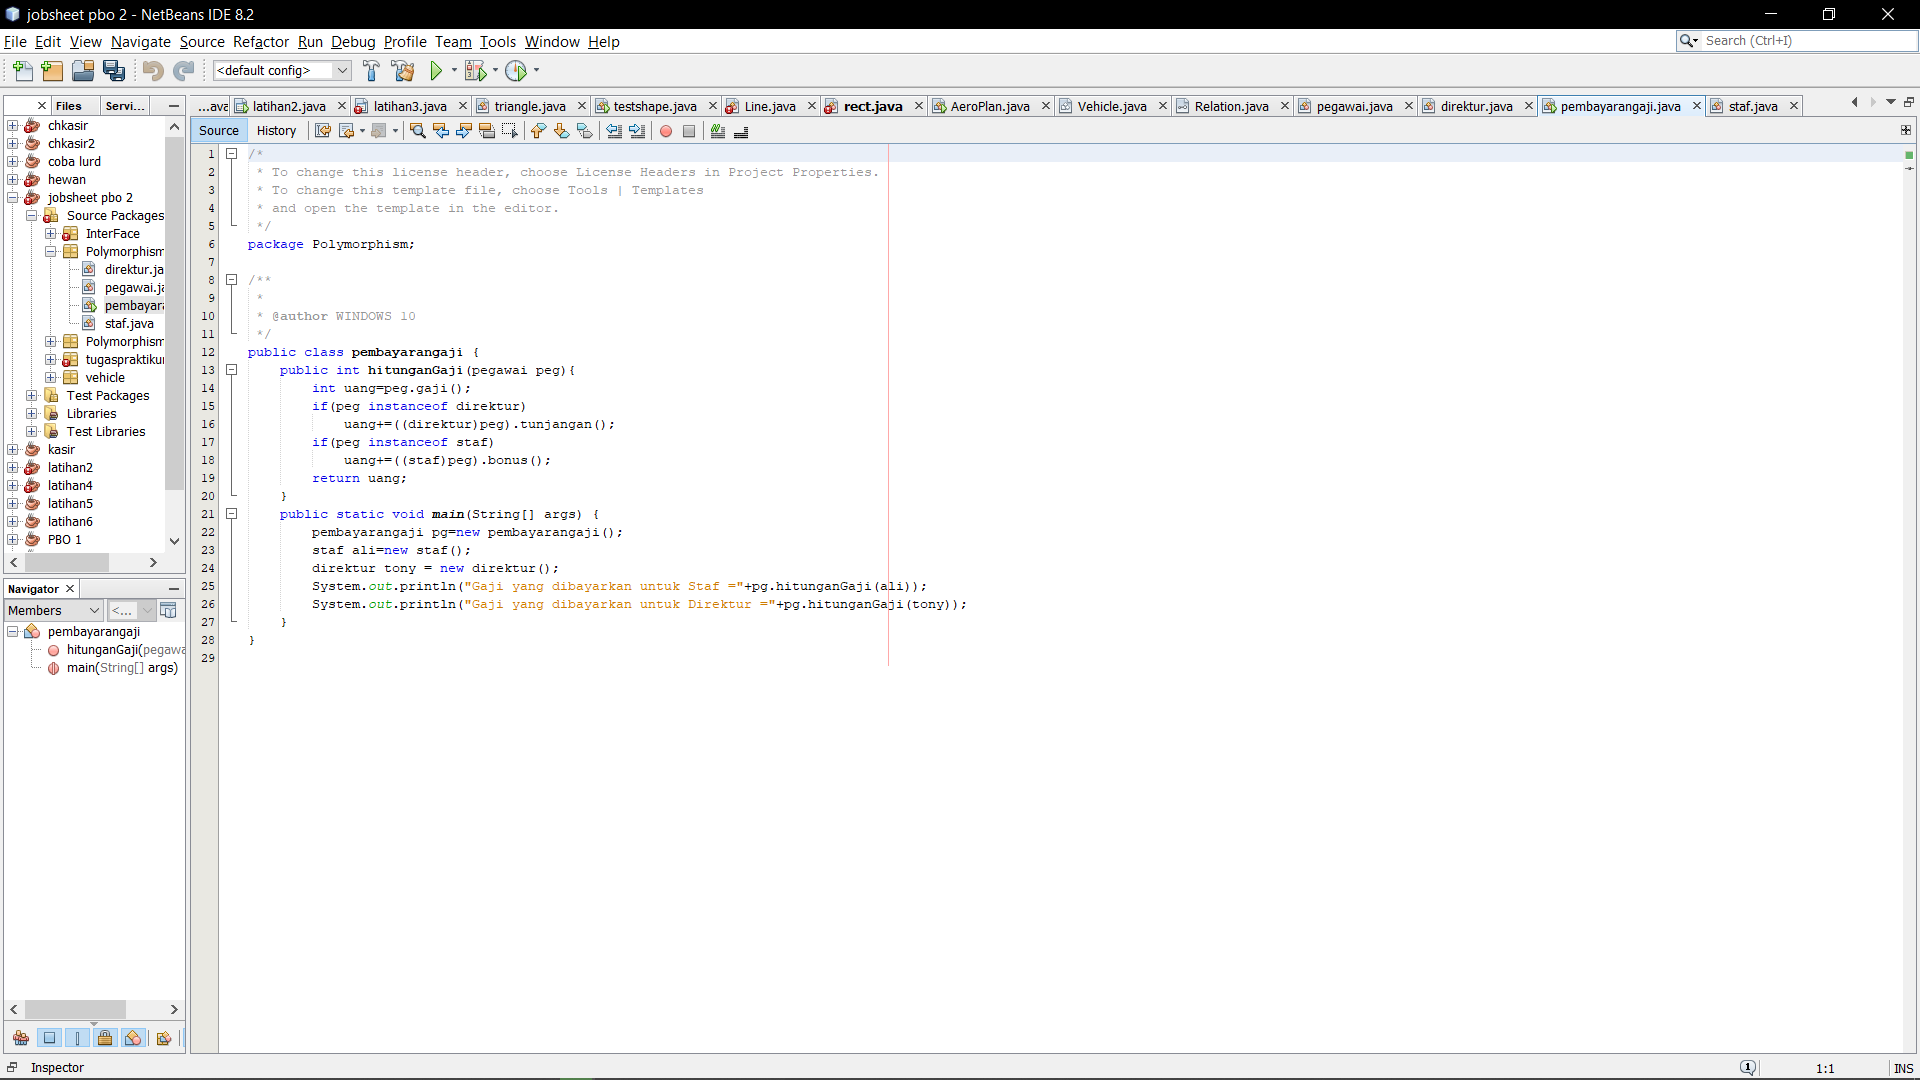 jobsheet pbo 2 - NetBeans IDE 8.2
File Edit View Navigate Source Refactor Run Debug Profile Team Tools Window Help
Search (Ctrl+I)
<default config>
Files Servi...
...ava latihan2.java latihan3.java triangle.java testshape.java Line.java rect.java AeroPlan.java Vehicle.java Relation.java pegawai.java direktur.java pembayarangaji.java staf.java
Source History
chkasir
chkasir2
coba lurd
hewan
jobsheet pbo 2
Source Packages
InterFace
Polymorphism
direktur.ja
pegawai.ja
pembayar
staf.java
Polymorphism
tugaspraktiku
vehicle
Test Packages
Libraries
Test Libraries
kasir
latihan2
latihan4
latihan5
latihan6
PBO 1
Navigator
Members <...
pembayarangaji
hitunganGaji(pegawa
main(String[] args)
1 /*
2 * To change this license header, choose License Headers in Project Properties.
3 * To change this template file, choose Tools | Templates
4 * and open the template in the editor.
5 */
6 package Polymorphism;
7
8 /**
9 *
10 * @author WINDOWS 10
11 */
12 public class pembayarangaji {
13 public int hitunganGaji(pegawai peg){
14 int uang=peg.gaji();
15 if(peg instanceof direktur)
16 uang+=((direktur)peg).tunjangan();
17 if(peg instanceof staf)
18 uang+=((staf)peg).bonus();
19 return uang;
20 }
21 public static void main(String[] args) {
22 pembayarangaji pg=new pembayarangaji();
23 staf ali=new staf();
24 direktur tony = new direktur();
25 System.out.println("Gaji yang dibayarkan untuk Staf ="+pg.hitunganGaji(ali));
26 System.out.println("Gaji yang dibayarkan untuk Direktur ="+pg.hitunganGaji(tony));
27 }
28 }
29
Inspector
1
1:1 INS